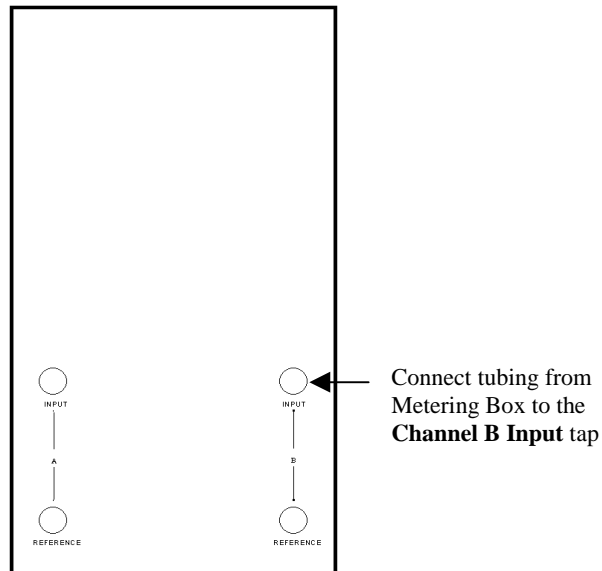 INPUT
INPUT
Connect tubing from
Metering Box to the
Channel B Input tap
A
B
REFERENCE
REFERENCE